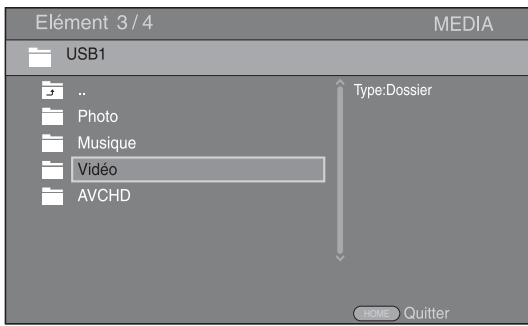 Elément 3 / 4 MEDIA
USB1
..
Photo
Musique
Vidéo
AVCHD
Type:Dossier
HOME Quitter